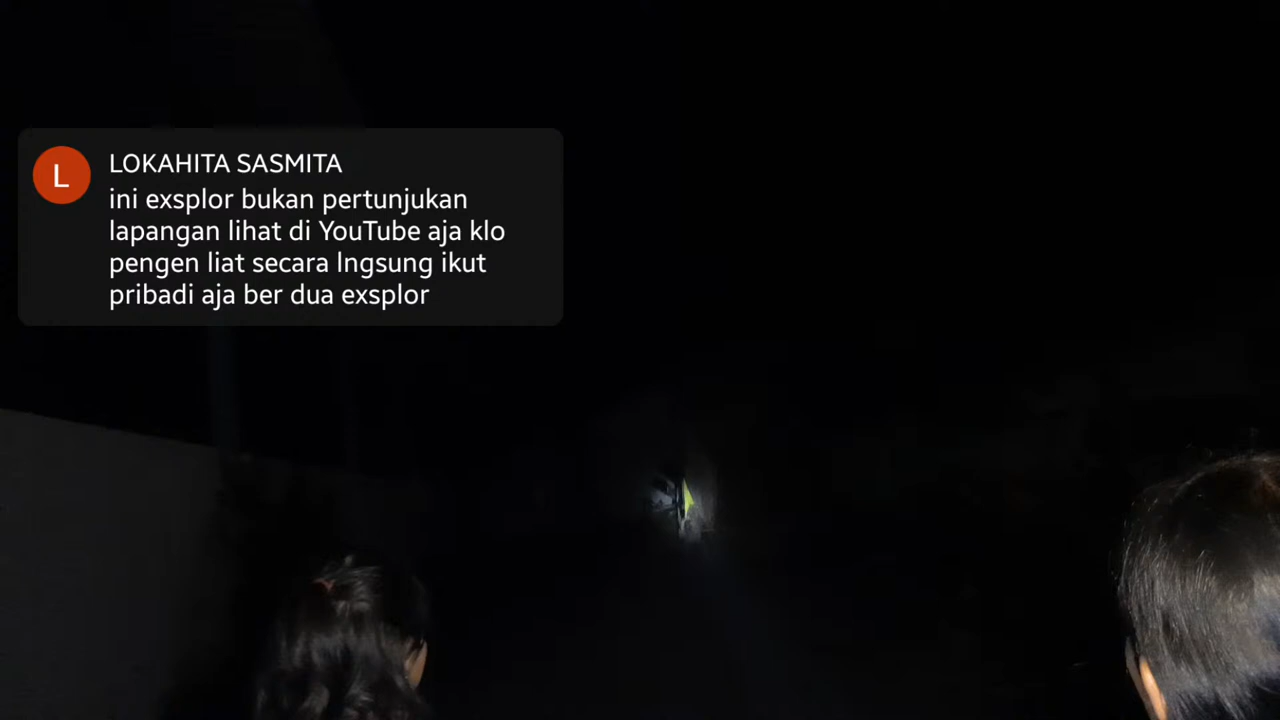 L
LOKAHITA SASMITA
ini exsplor bukan pertunjukan
lapangan lihat di YouTube aja klo
pengen liat secara lngsung ikut
pribadi aja ber dua exsplor